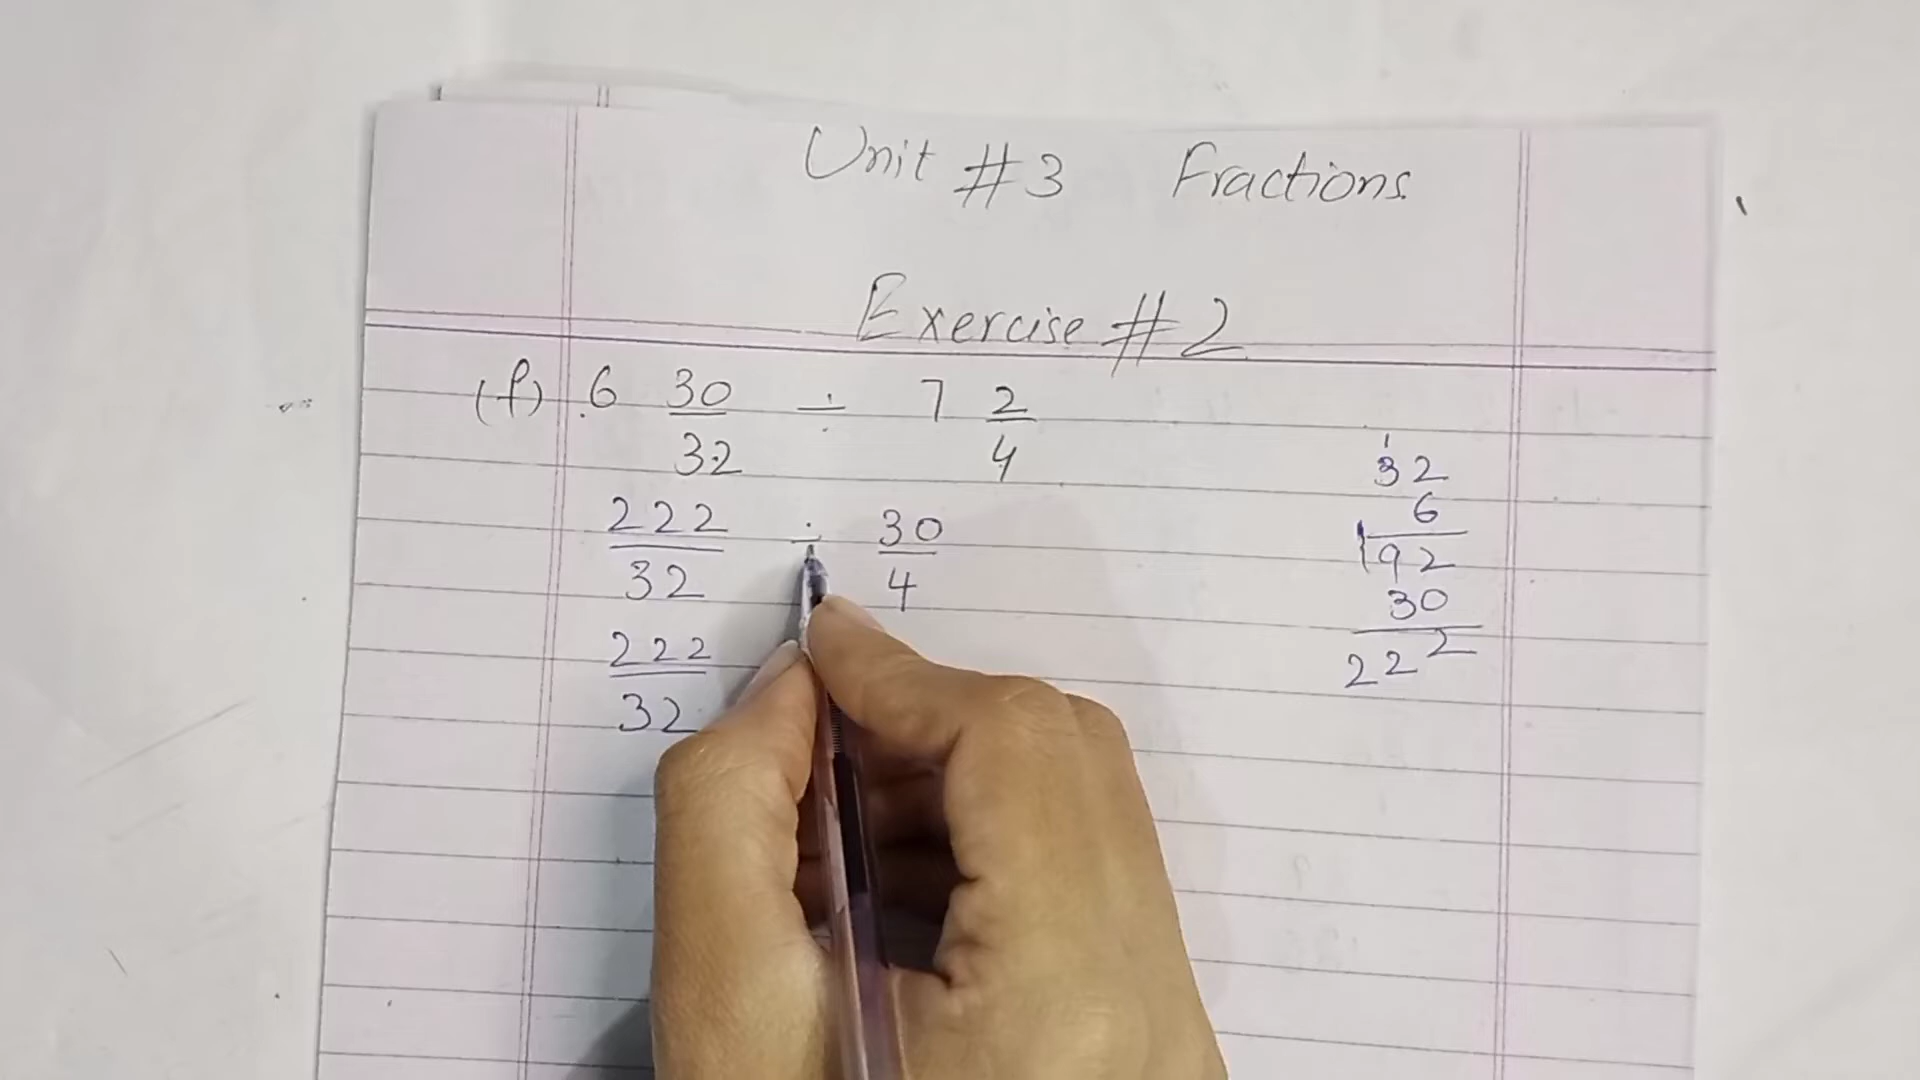 Unit #3 Fractions
Exercise #2
(f) 6 30/32 ÷ 7 2/4
222/32 ÷ 30/4
222/32
1
32
6
192
30
222